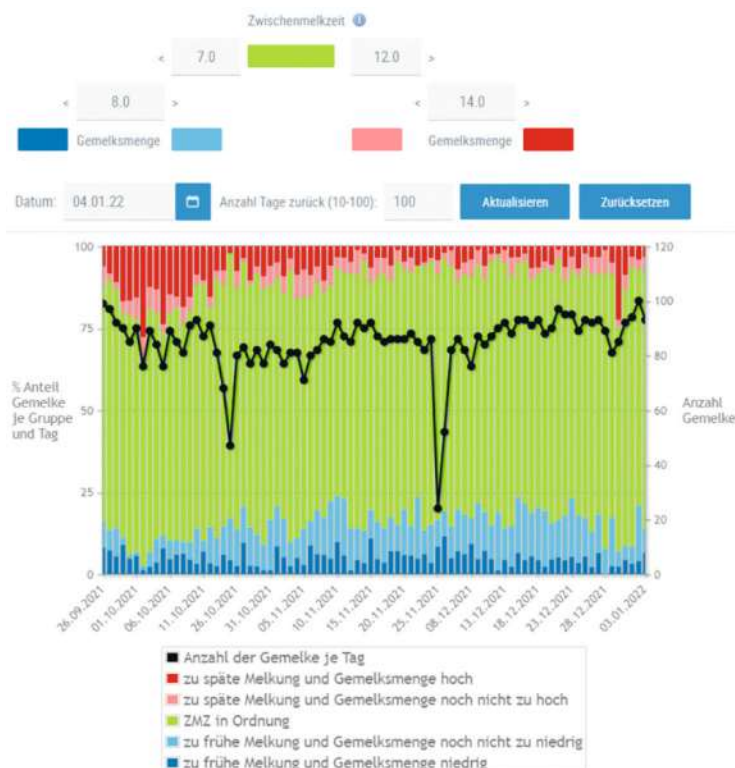 Zwischenmelkzeit
< 7.0 12.0 >
< 8.0 > < 14.0 >
Gemelksmenge Gemelksmenge
Datum: 04.01.22 Anzahl Tage zurück (10-100): 100 Aktualisieren Zurücksetzen
100 120
100
75
80
% Anteil
Gemelke
je Gruppe
und Tag
Anzahl
Gemelke
50 60
40
25
20
0 0
26.09.2021 01.10.2021 06.10.2021 11.10.2021 26.10.2021 31.10.2021 05.11.2021 10.11.2021 15.11.2021 20.11.2021 25.11.2021 08.12.2021 13.12.2021 18.12.2021 23.12.2021 28.12.2021 03.01.2022
Anzahl der Gemelke je Tag
zu späte Melkung und Gemelksmenge hoch
zu späte Melkung und Gemelksmenge noch nicht zu hoch
ZMZ in Ordnung
zu frühe Melkung und Gemelksmenge noch nicht zu niedrig
zu frühe Melkung und Gemelksmenge niedrig